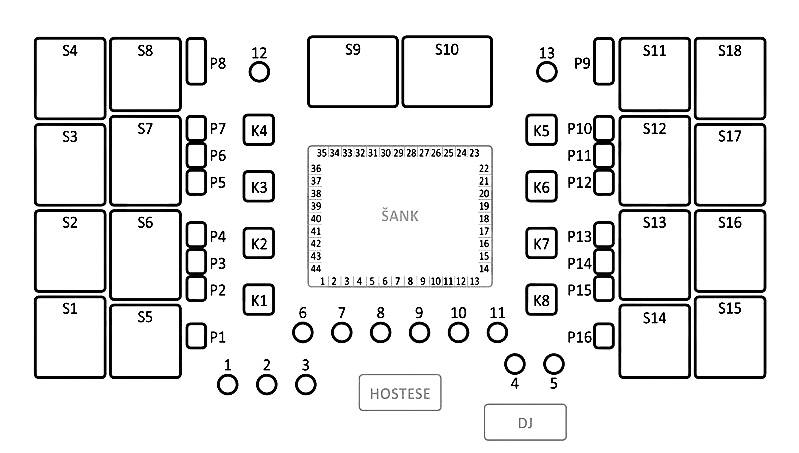 S4 S8 P8 12 S9 S10 13 P9 S11 S18
S3 S7 P7 K4 K5 P10 S12 S17
P6 P11
P5 K3 K6 P12
35 34 33 32 31 30 29 28 27 26 25 24 23
36 22
37 21
38 20
39 19
40 18
41 17
42 16
43 15
44 14
ŠANK
1 2 3 4 5 6 7 8 9 10 11 12 13
S2 S6 P4 K2 K7 P13 S13 S16
P3 P14
P2 K1 K8 P15
S1 S5 6 7 8 9 10 11 S14 S15
P1 P16
1 2 3 4 5
HOSTESE
DJ